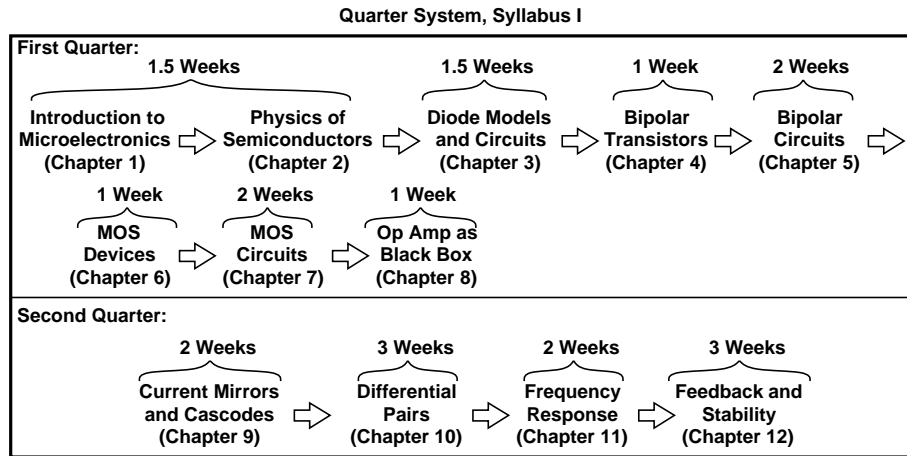 Quarter System, Syllabus I
First Quarter:
1.5 Weeks
Introduction to
Microelectronics
(Chapter 1)
Physics of
Semiconductors
(Chapter 2)
1.5 Weeks
Diode Models
and Circuits
(Chapter 3)
1 Week
Bipolar
Transistors
(Chapter 4)
2 Weeks
Bipolar
Circuits
(Chapter 5)
1 Week
MOS
Devices
(Chapter 6)
2 Weeks
MOS
Circuits
(Chapter 7)
1 Week
Op Amp as
Black Box
(Chapter 8)
Second Quarter:
2 Weeks
Current Mirrors
and Cascodes
(Chapter 9)
3 Weeks
Differential
Pairs
(Chapter 10)
2 Weeks
Frequency
Response
(Chapter 11)
3 Weeks
Feedback and
Stability
(Chapter 12)